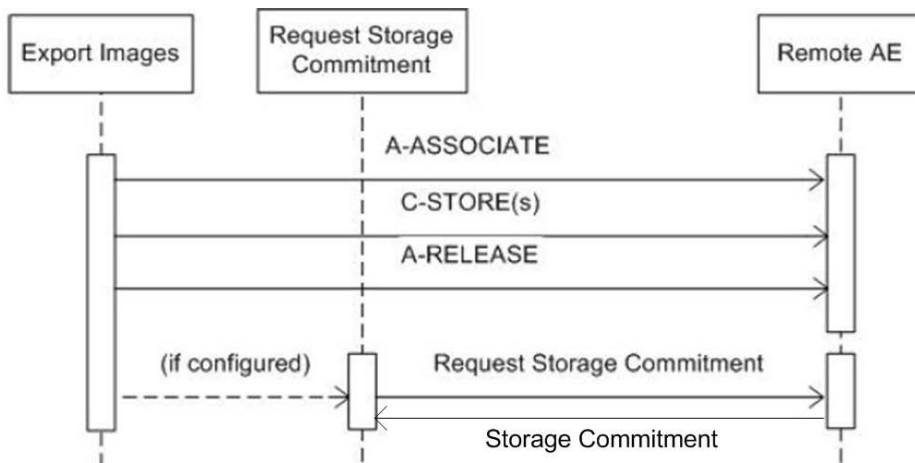 Export Images
Request Storage
Commitment
Remote AE
A-ASSOCIATE
C-STORE(s)
A-RELEASE
(if configured)
Request Storage Commitment
Storage Commitment